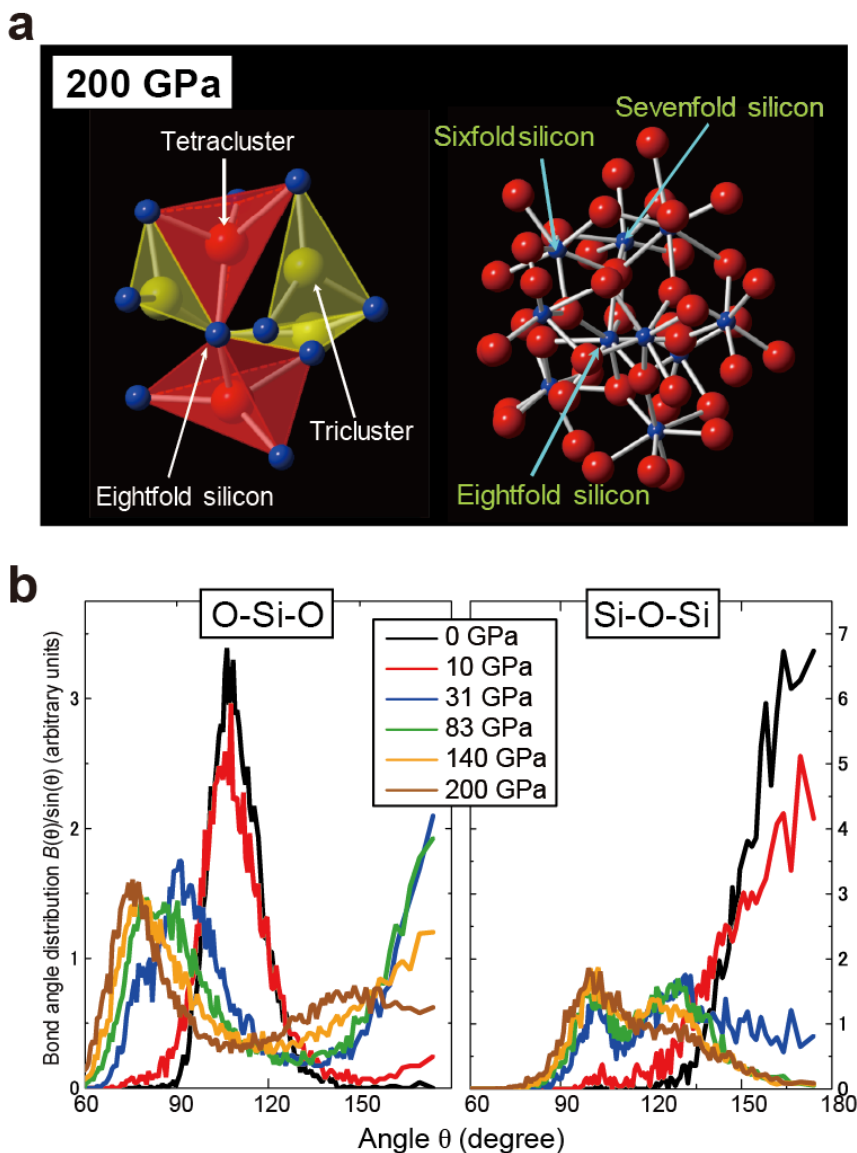 a
200 GPa
Tetracluster
Tricluster
Eightfold silicon
Sevenfold silicon
Sixfold silicon
Eightfold silicon
b
O-Si-O
Si-O-Si
0 GPa
10 GPa
31 GPa
83 GPa
140 GPa
200 GPa
Bond angle distribution B(θ)/sin(θ) (arbitrary units)
3
2
1
0
7
6
5
4
3
2
1
0
60 90 120 150 60 90 120 150 180
Angle θ (degree)